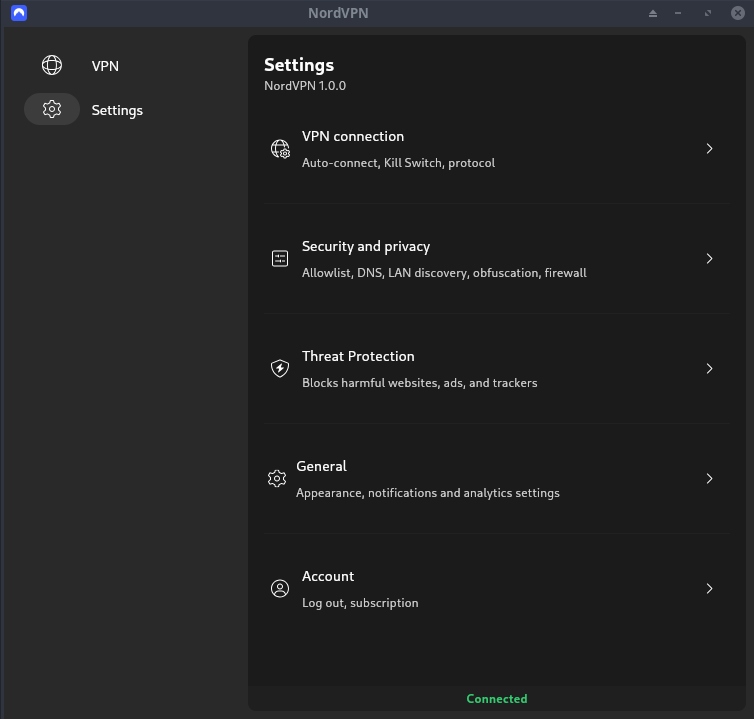 NordVPN
VPN
Settings
Settings
NordVPN 1.0.0
VPN connection
Auto-connect, Kill Switch, protocol
Security and privacy
Allowlist, DNS, LAN discovery, obfuscation, firewall
Threat Protection
Blocks harmful websites, ads, and trackers
General
Appearance, notifications and analytics settings
Account
Log out, subscription
Connected